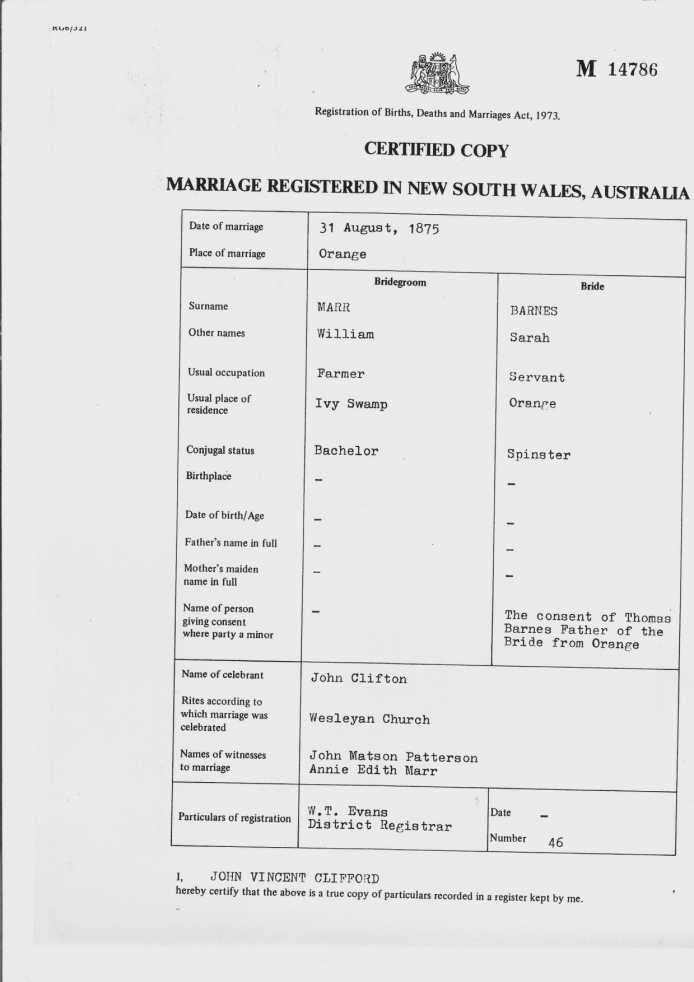 M 14786
Registration of Births, Deaths and Marriages Act, 1973.
CERTIFIED COPY
MARRIAGE REGISTERED IN NEW SOUTH WALES, AUSTRALIA
Date of marriage 31 August, 1875
Place of marriage Orange
Bridegroom Bride
Surname MARR BARNES
Other names William Sarah
Usual occupation Farmer Servant
Usual place of
residence Ivy Swamp Orange
Conjugal status Bachelor Spinster
Birthplace – –
Date of birth/Age – –
Father's name in full – –
Mother's maiden
name in full – –
Name of person
giving consent
where party a minor – The consent of Thomas
Barnes Father of the
Bride from Orange
Name of celebrant John Clifton
Rites according to
which marriage was
celebrated Wesleyan Church
Names of witnesses
to marriage John Matson Patterson
Annie Edith Marr
Particulars of registration W.T. Evans
District Registrar
Date –
Number 46
I, JOHN VINCENT CLIFFORD
hereby certify that the above is a true copy of particulars recorded in a register kept by me.